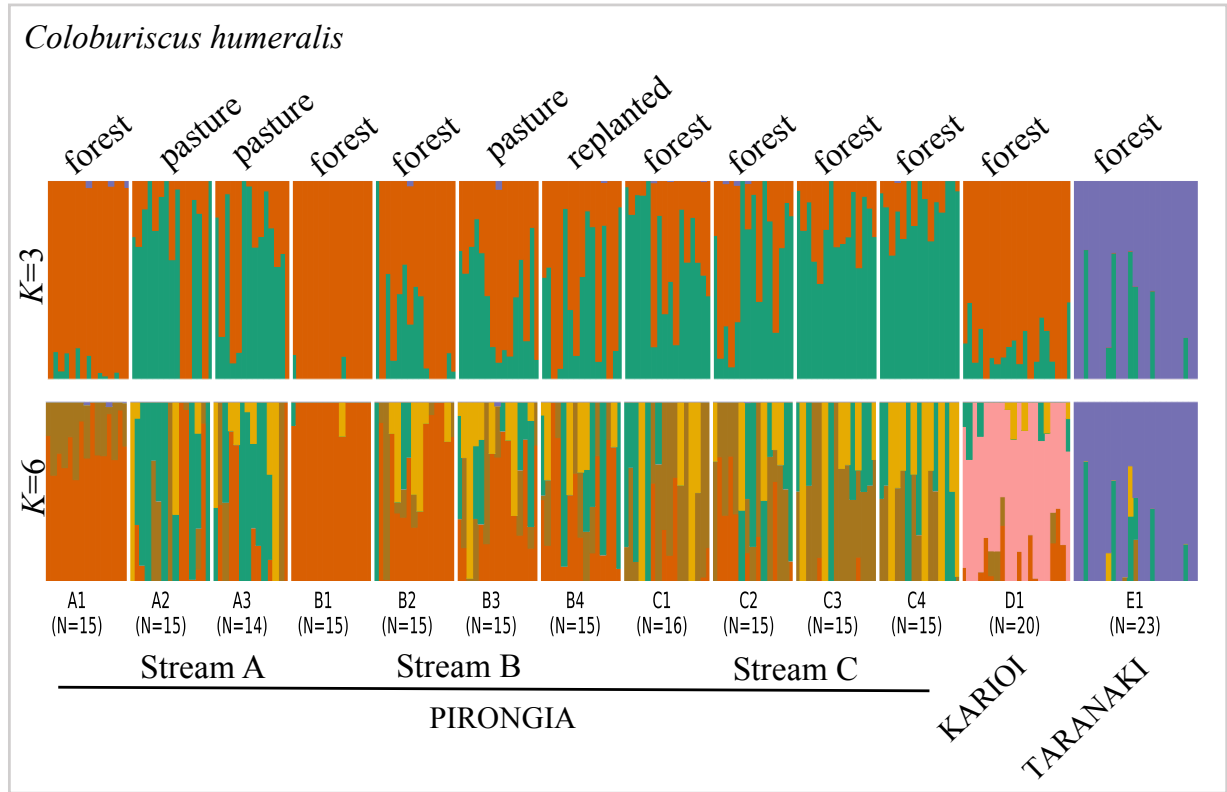 Coloburiscus humeralis
forest pasture pasture forest forest pasture replanted forest forest forest forest forest forest
K=3
K=6
A1 A2 A3 B1 B2 B3 B4 C1 C2 C3 C4 D1 E1
(N=15) (N=15) (N=14) (N=15) (N=15) (N=15) (N=15) (N=16) (N=15) (N=15) (N=15) (N=20) (N=23)
Stream A Stream B Stream C
PIRONGIA
KARIOI
TARANAKI